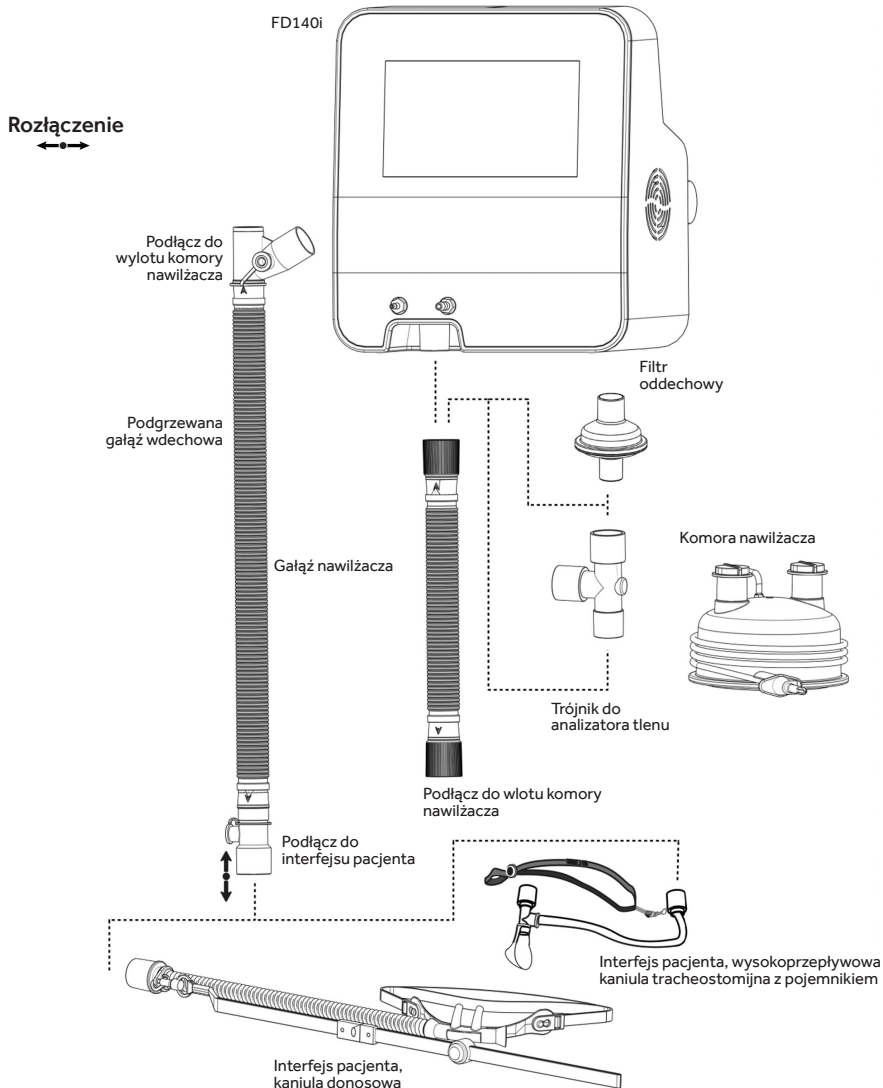 FD140i
Rozłączenie
Podłącz do
wylotu komory
nawilżacza
Filtr
oddechowy
Podgrzewana
gałąź wdechowa
Gałąź nawilżacza
Komora nawilżacza
Trójnik do
analizatora tlenu
Podłącz do wlotu komory
nawilżacza
Podłącz do
interfejsu pacjenta
Interfejs pacjenta, wysokoprzepływowa
kaniula tracheostomijna z pojemnikiem
Interfejs pacjenta,
kaniula donosowa